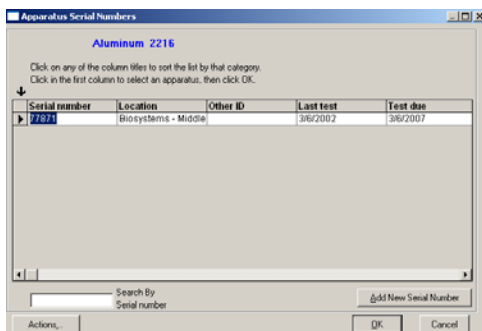 Apparatus Serial Numbers
Aluminum 2216
Click on any of the column titles to sort the list by that category.
Click in the first column to select an apparatus, then click OK.
Serial number Location Other ID Last test Test due
77871 Biosystems - Middle 3/6/2002 3/6/2007
Search By
Serial number
Add New Serial Number
Actions... OK Cancel